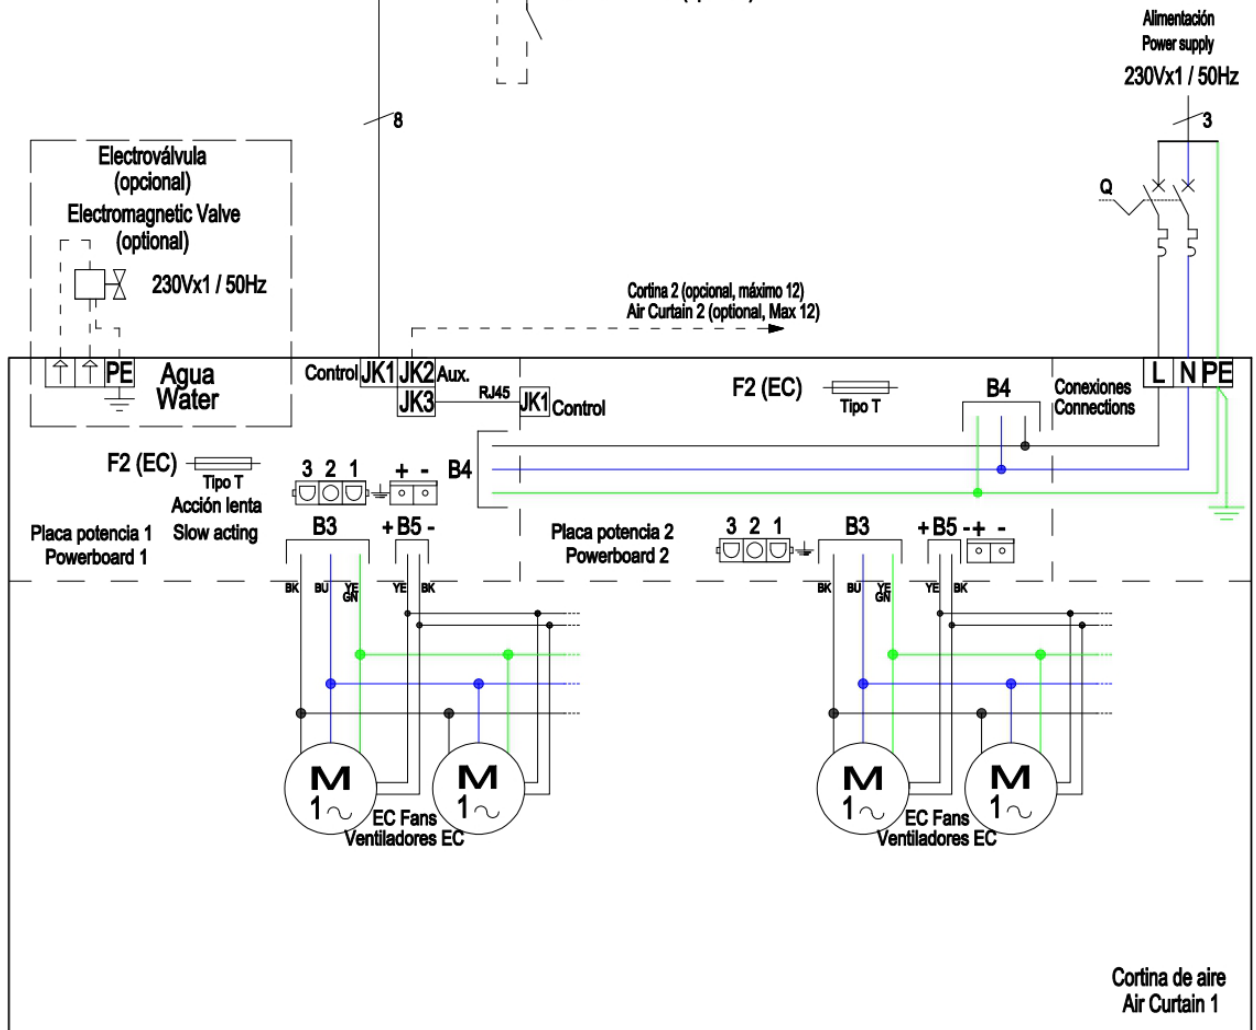 Alimentación
Power supply
230Vx1 / 50Hz
8
3
Electroválvula
(opcional)
Electromagnetic Valve
(optional)
230Vx1 / 50Hz
Q
Cortina 2 (opcional, máximo 12)
Air Curtain 2 (optional, Max 12)
PE
Agua
Water
Control
JK1
JK2
Aux.
JK3
RJ45
JK1
Control
F2 (EC)
Tipo T
B4
Conexiones
Connections
L
N
PE
F2 (EC)
Tipo T
Acción lenta
Slow acting
3 2 1
+ -
B4
Placa potencia 1
Powerboard 1
B3
+ B5 -
Placa potencia 2
Powerboard 2
3 2 1
B3
+ B5 -
+ -
BK
BU
YE
GN
YE
BK
BK
BU
YE
GN
YE
BK
M
1
M
1
EC Fans
Ventiladores EC
M
1
M
1
EC Fans
Ventiladores EC
Cortina de aire
Air Curtain 1